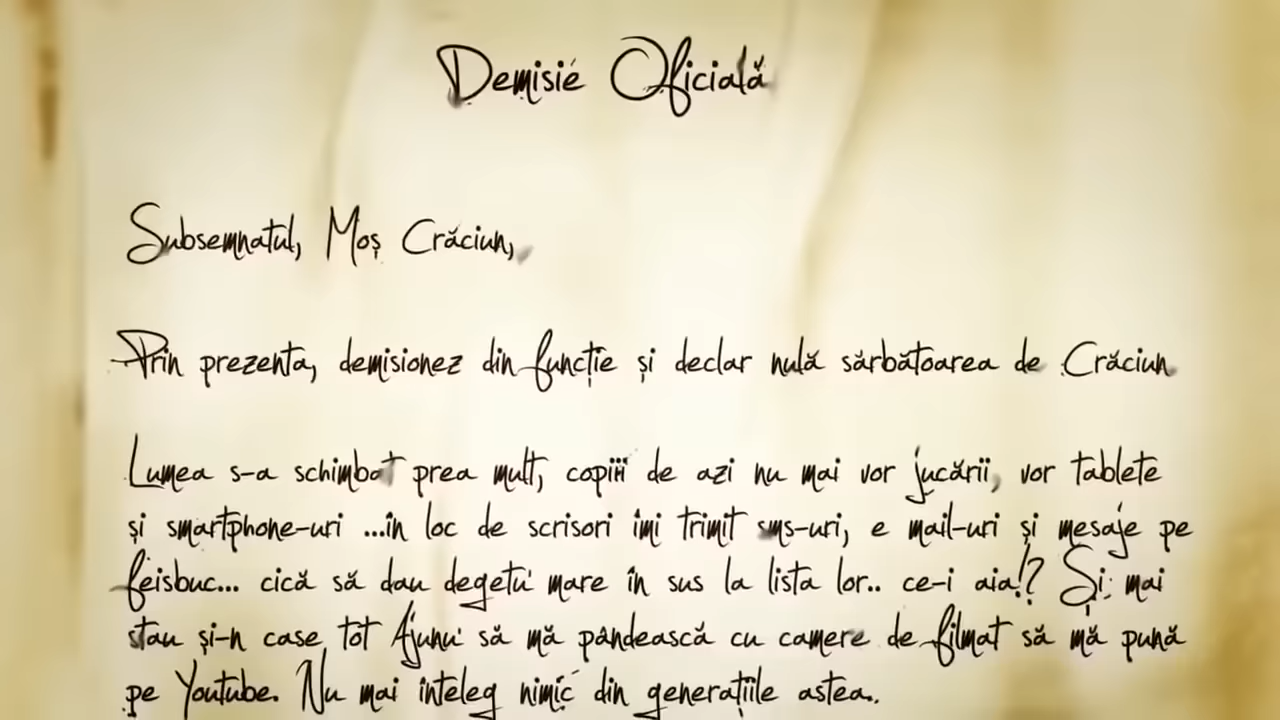 Demisie Oficială
Subsemnatul, Moș Crăciun,
Prin prezenta, demisionez din funcție și declar nulă sărbătoarea de Crăciun
Lumea s-a schimbat prea mult, copiii de azi nu mai vor jucării, vor tablete
și smartphone-uri ...în loc de scrisori îmi trimit sms-uri, e mail-uri și mesaje pe
feisbuc... cică să dau degetu' mare în sus la lista lor.. ce-i aia!? Și mai
stau și-n case tot Ajunu' să mă pândească cu camere de filmat să mă pună
pe Youtube. Nu mai inteleg nimic din generațiile astea..